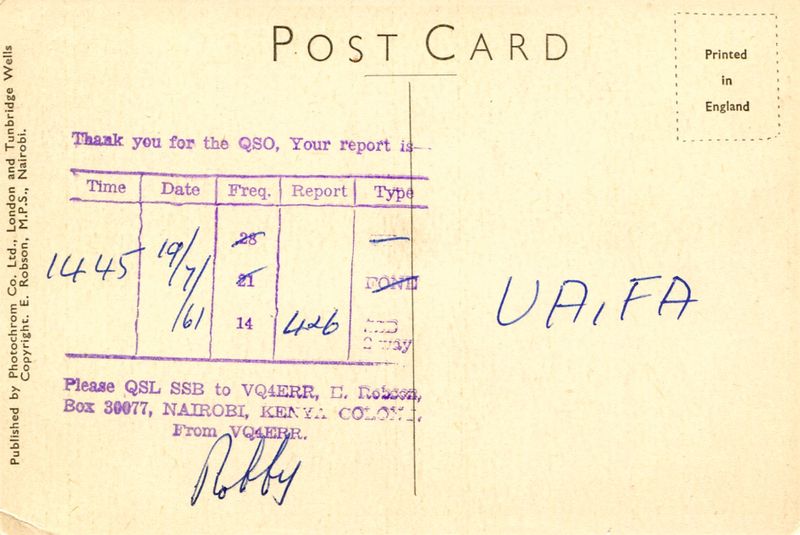 POST CARD
Printed
in
England
Published by Photochrom Co. Ltd., London and Tunbridge Wells
Copyright. E. Robson, M.P.S., Nairobi.
Thank you for the QSO, Your report is—
Time Date Freq. Report Type
28
1445 19/7/61 21 FONE
14 426 SSB
2 way
Please QSL SSB to VQ4ERR, E. Robson,
Box 30077, NAIROBI, KENYA COLONY.
From VQ4ERR.
Robby
UA1FA